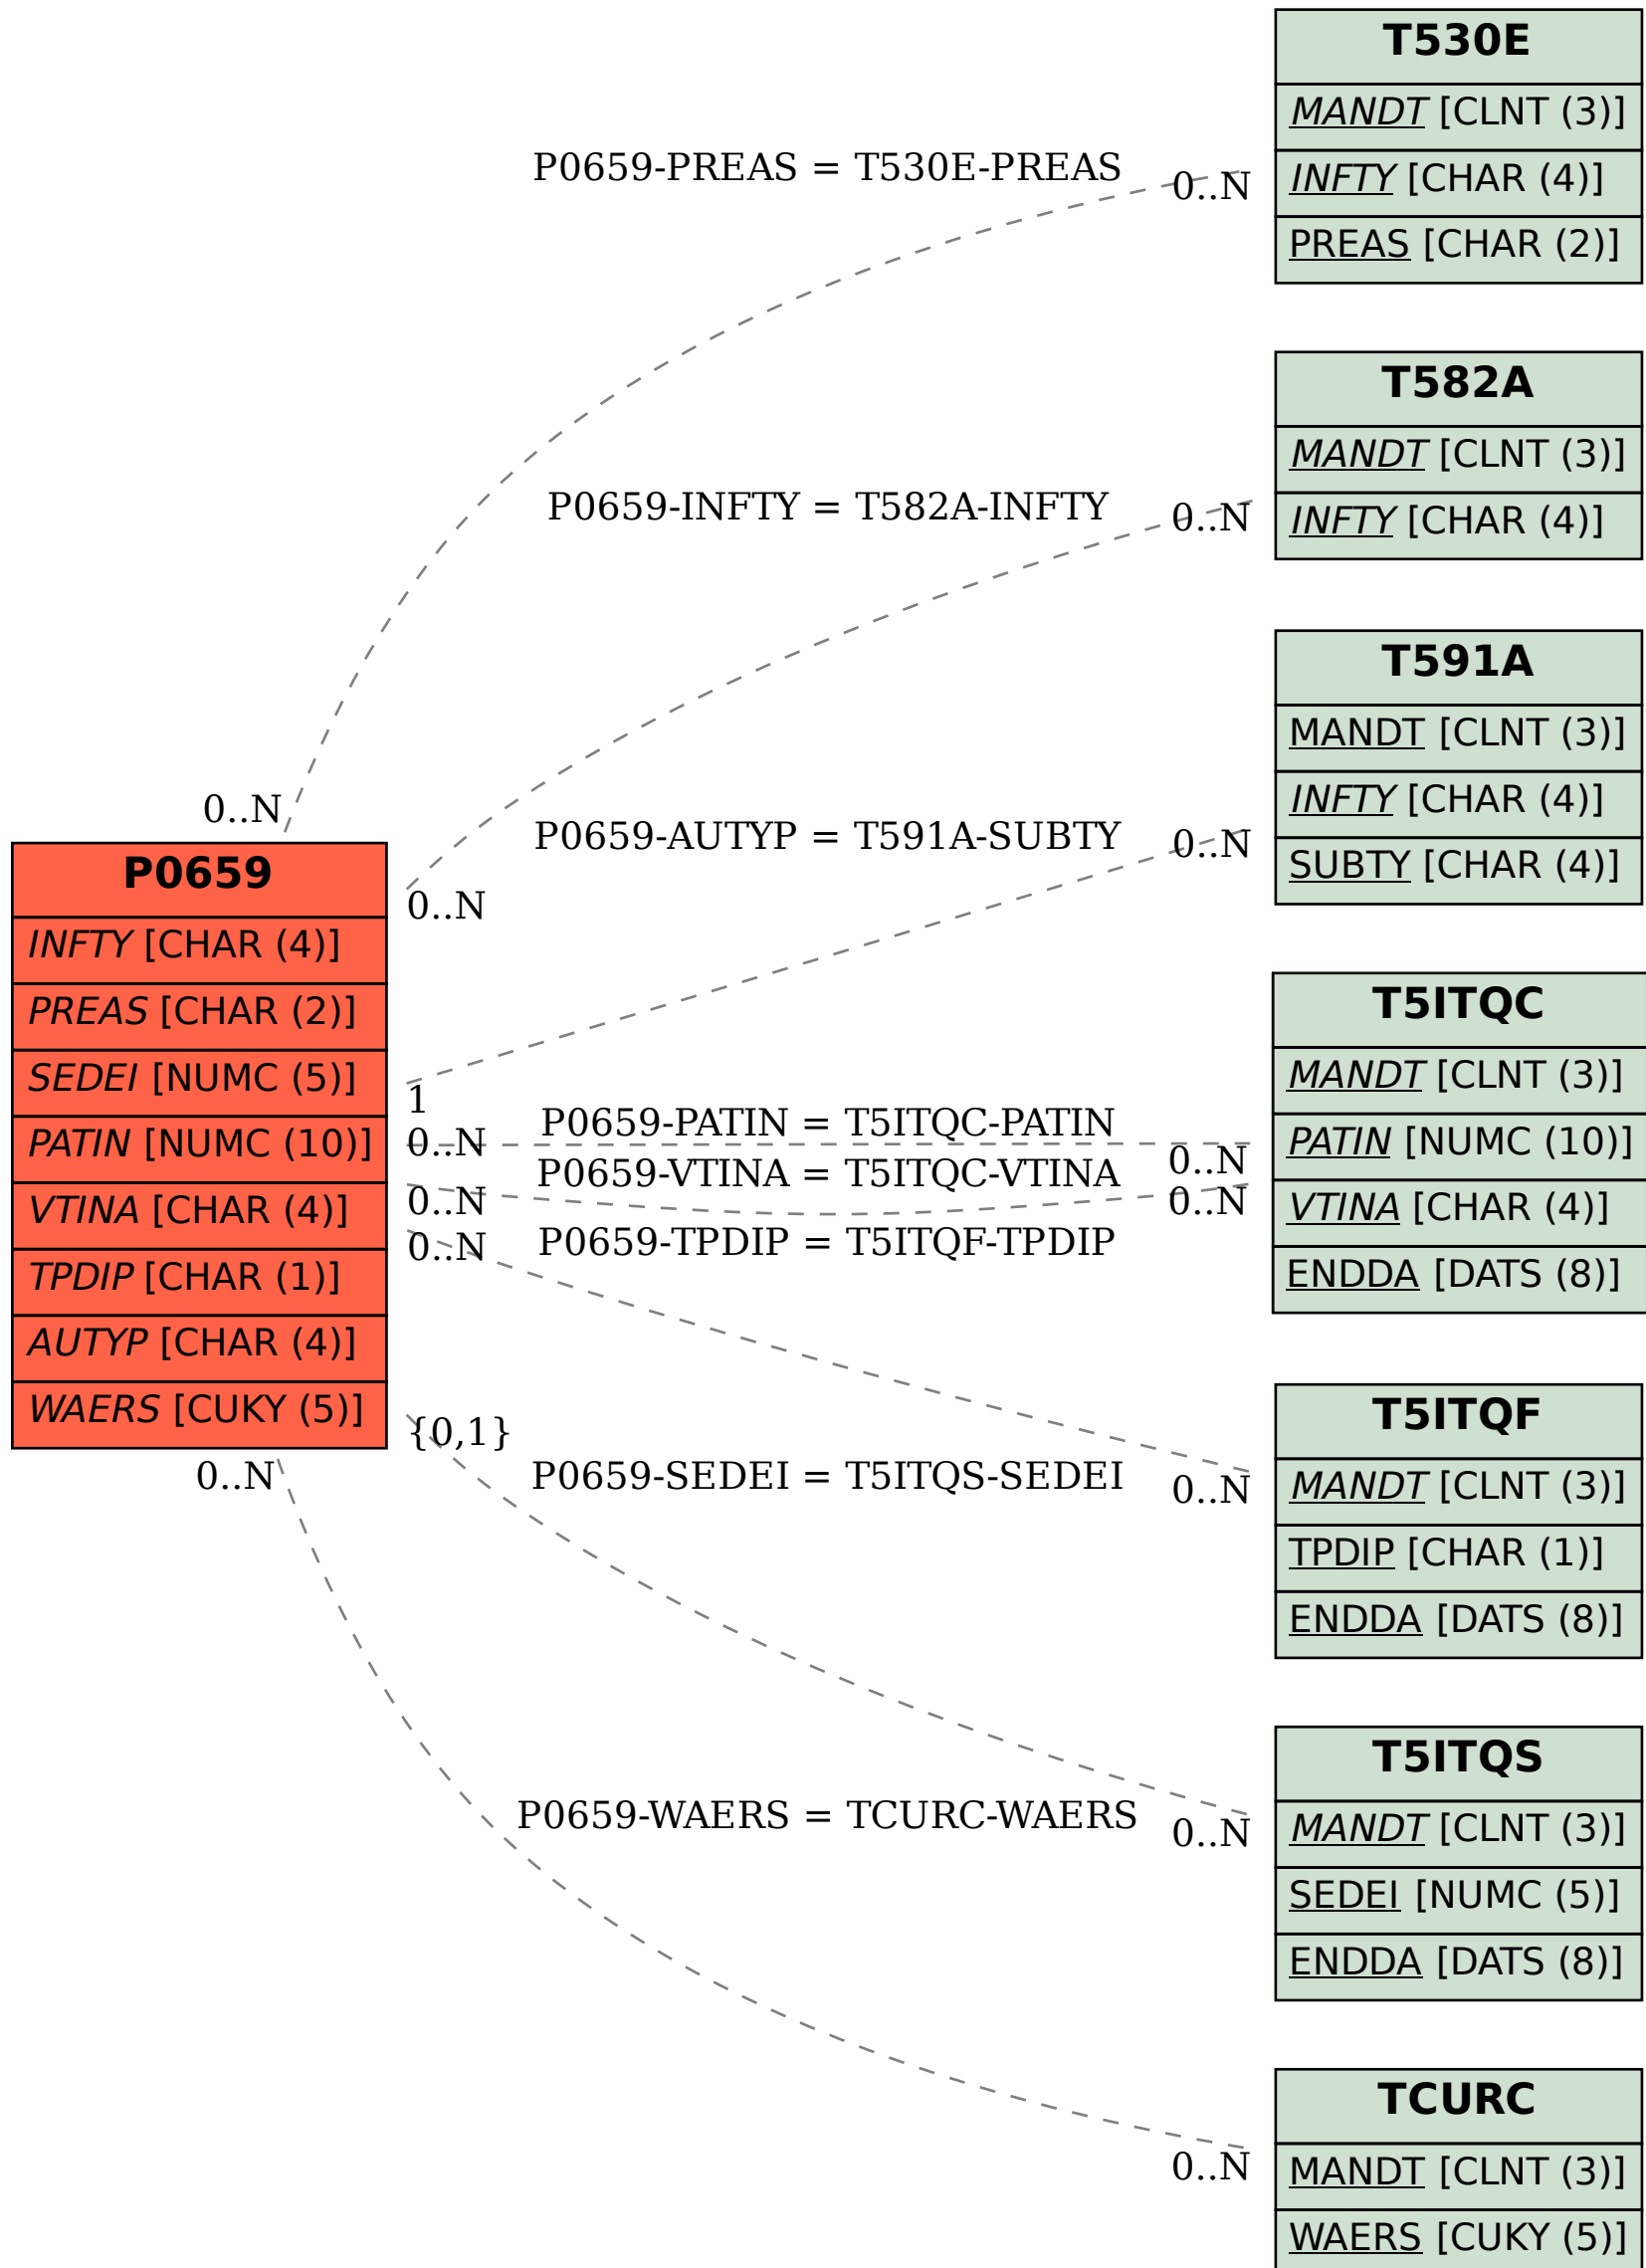 T530E
MANDT [CLNT (3)]
INFTY [CHAR (4)]
PREAS [CHAR (2)]
P0659-PREAS = T530E-PREAS
0..N
0..N
T582A
MANDT [CLNT (3)]
INFTY [CHAR (4)]
P0659-INFTY = T582A-INFTY
0..N
0..N
T591A
MANDT [CLNT (3)]
INFTY [CHAR (4)]
SUBTY [CHAR (4)]
P0659-AUTYP = T591A-SUBTY
0..N
1
P0659
INFTY [CHAR (4)]
PREAS [CHAR (2)]
SEDEI [NUMC (5)]
PATIN [NUMC (10)]
VTINA [CHAR (4)]
TPDIP [CHAR (1)]
AUTYP [CHAR (4)]
WAERS [CUKY (5)]
T5ITQC
MANDT [CLNT (3)]
PATIN [NUMC (10)]
VTINA [CHAR (4)]
ENDDA [DATS (8)]
P0659-PATIN = T5ITQC-PATIN
0..N
0..N
P0659-VTINA = T5ITQC-VTINA
0..N
0..N
P0659-TPDIP = T5ITQF-TPDIP
0..N
0..N
T5ITQF
MANDT [CLNT (3)]
TPDIP [CHAR (1)]
ENDDA [DATS (8)]
{0,1}
P0659-SEDEI = T5ITQS-SEDEI
0..N
T5ITQS
MANDT [CLNT (3)]
SEDEI [NUMC (5)]
ENDDA [DATS (8)]
0..N
P0659-WAERS = TCURC-WAERS
0..N
TCURC
MANDT [CLNT (3)]
WAERS [CUKY (5)]